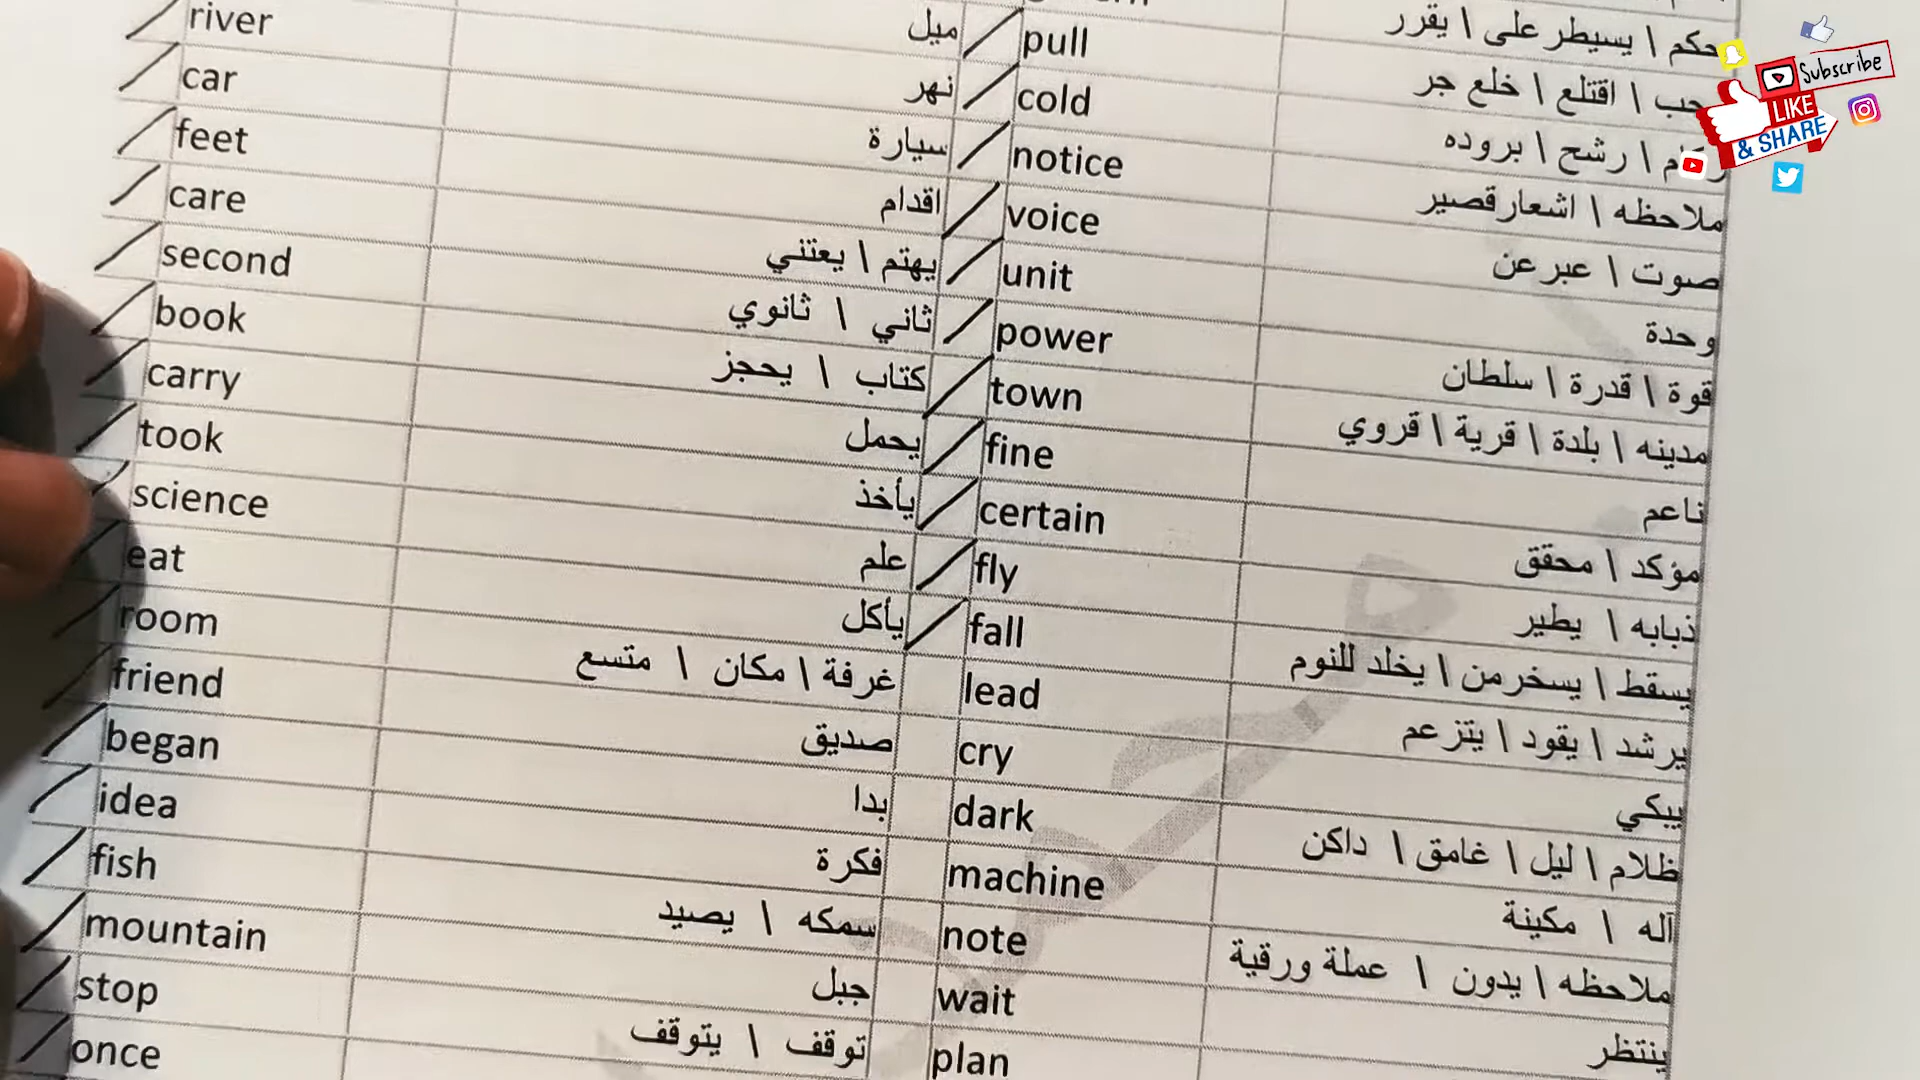 حكم \ يسيطر على \ يقرر
ميل pull \ اقتلع \ خلع جر
river نهر cold \ رشح \ بروده
car سيارة notice ملاحظه \ اشعارقصير
feet اقدام voice صوت \ عبرعن
care يهتم \ يعتني unit وحدة
second ثاني \ ثانوي power قوة \ قدرة \ سلطان
book كتاب \ يحجز town مدينه \ بلدة \ قرية \ قروي
carry يحمل fine ناعم
took يأخذ certain مؤكد \ محقق
science علم fly ذبابه \ يطير
eat يأكل fall يسقط \ يسخرمن \ يخلد للنوم
room غرفة \ مكان \ متسع lead يرشد \ يقود \ يتزعم
friend صديق cry يبكي
began بدا dark ظلام \ ليل \ غامق \ داكن
idea فكرة machine آله \ مكينة
fish سمكه \ يصيد note ملاحظه \ يدون \ عملة ورقية
mountain جبل wait ينتظر
stop توقف \ يتوقف plan
once
Subscribe
LIKE
& SHARE